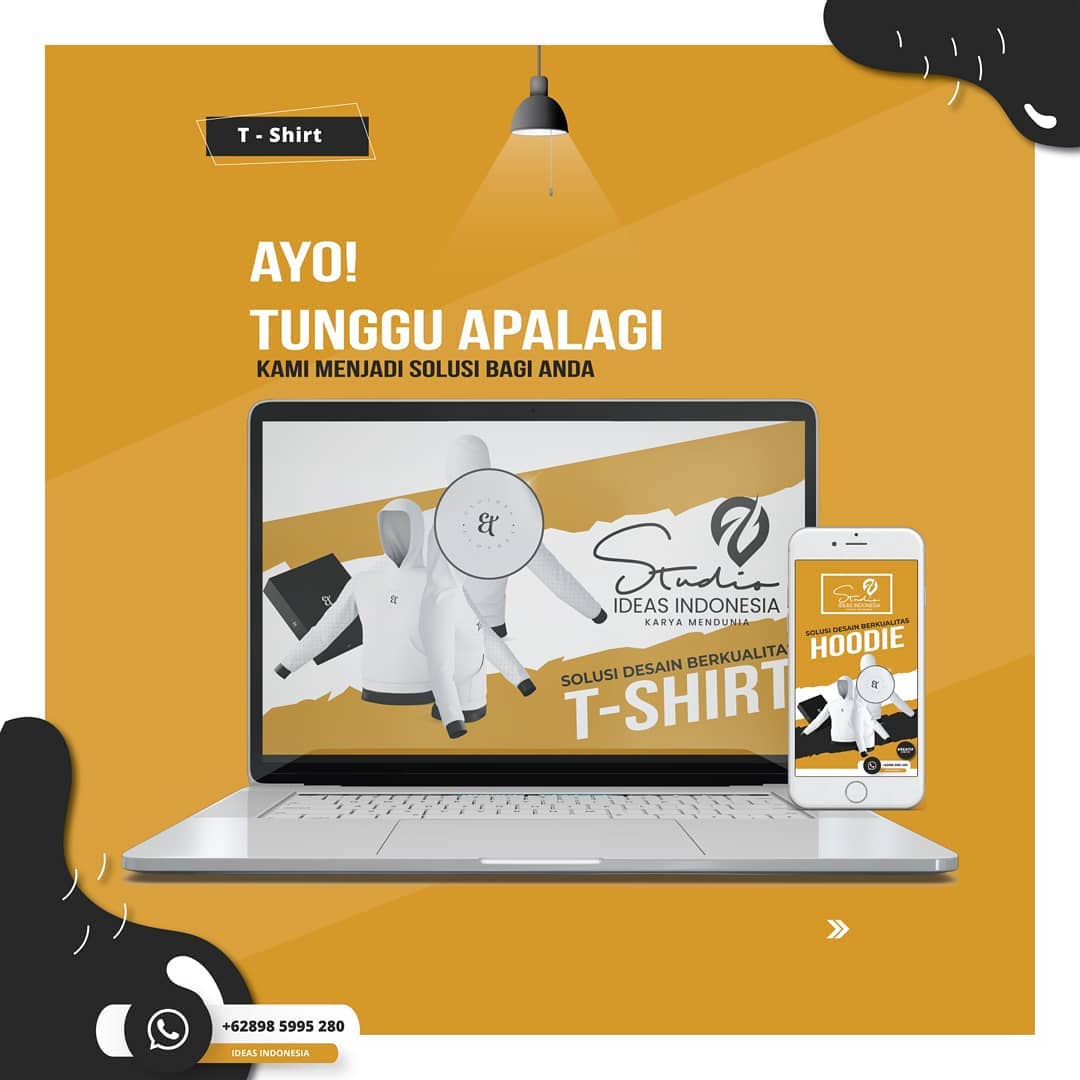 T - Shirt
AYO!
TUNGGU APALAGI
KAMI MENJADI SOLUSI BAGI ANDA
&
&
&
Studio
IDEAS INDONESIA
KARYA MENDUNIA
SOLUSI DESAIN BERKUALITA
T-SHIRT
Studio
IDEAS INDONESIA
SOLUSI DESAIN BERKUALITAS
HOODIE
&
+62898 5995 280
IDEAS INDONESIA